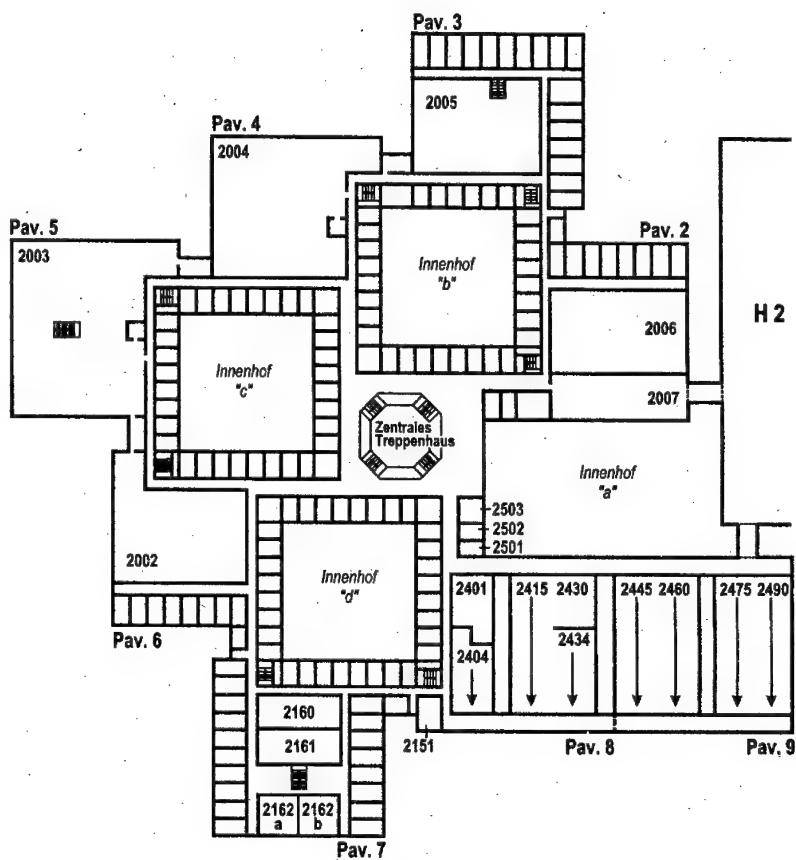 Pav. 3
2005
Pav. 4
2004
Pav. 5
2003
Pav. 2
Innenhof
"b"
2006
H 2
Innenhof
"c"
2007
Zentrales
Treppenhaus
Innenhof
"a"
2503
2502
2501
2002
Innenhof
"d"
2401
2415
2430
2445
2460
2475
2490
2404
2434
Pav. 6
2160
2161
2151
Pav. 8
Pav. 9
2162
a
2162
b
Pav. 7